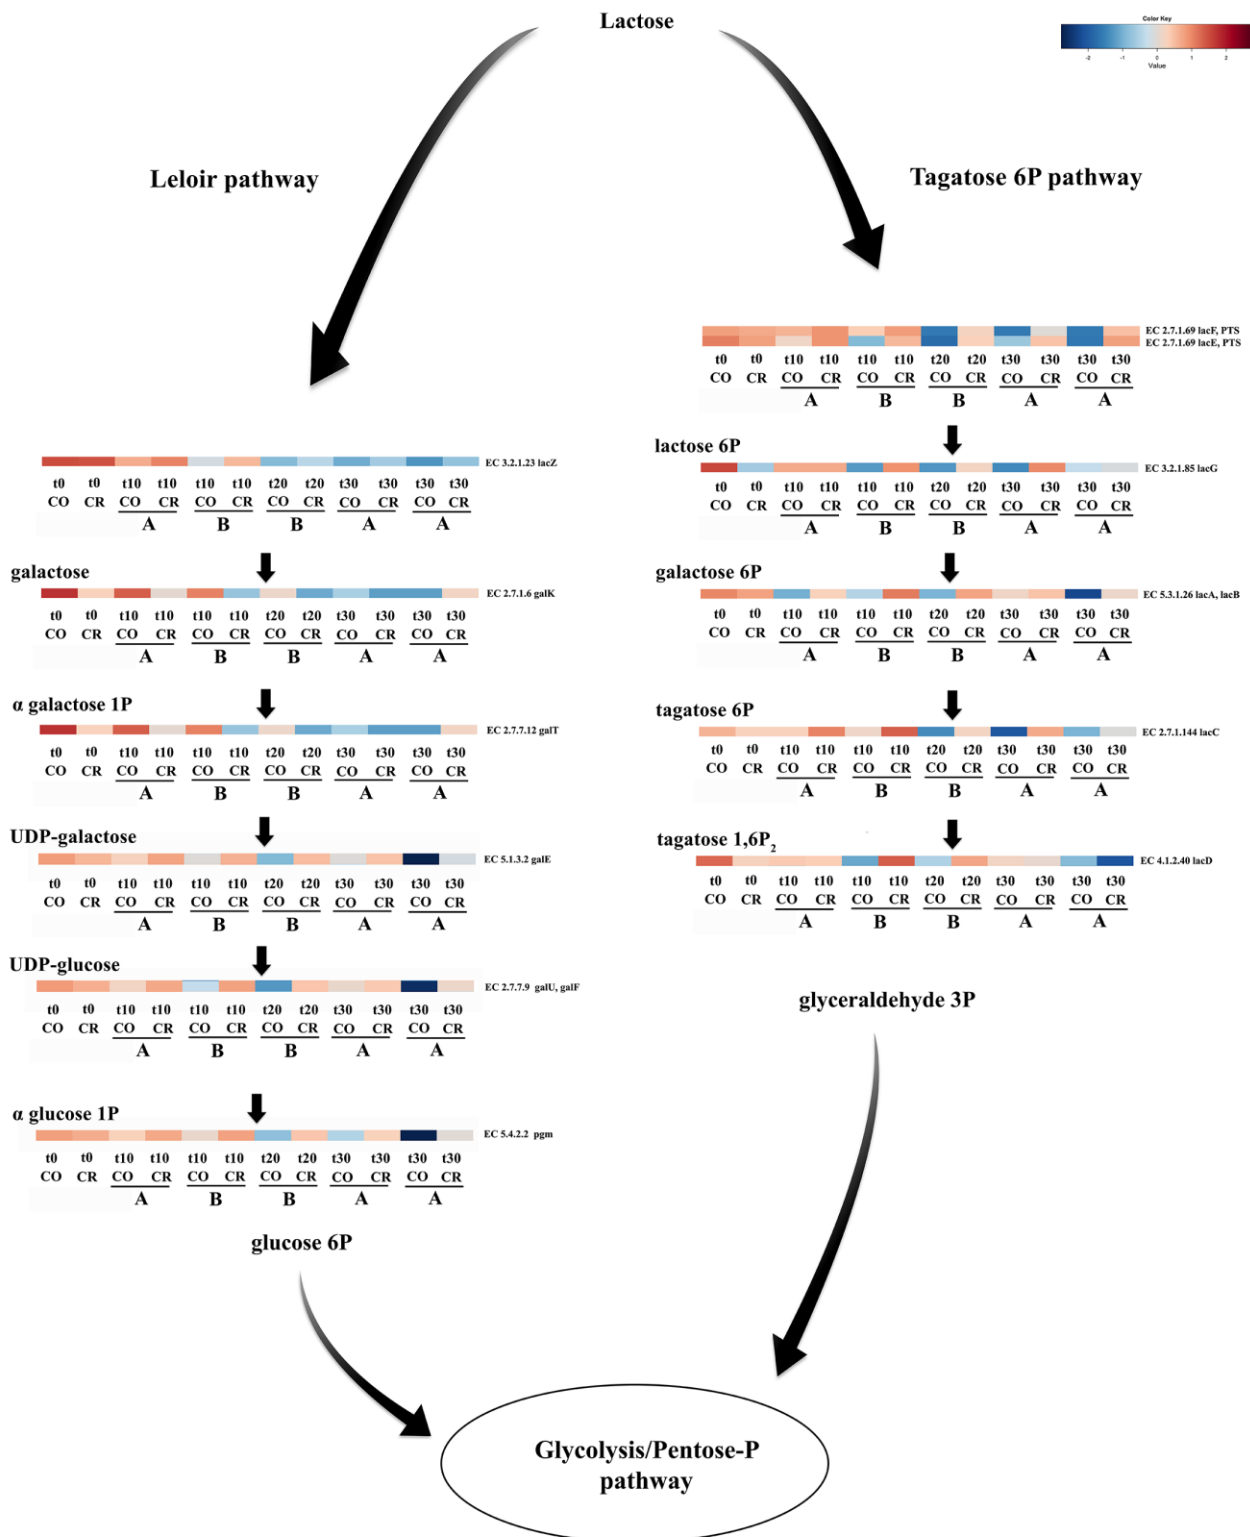 Lactose
Color Key
-2 -1 0 1 2
Value
Leloir pathway
Tagatose 6P pathway
EC 2.7.1.69 lacF, PTS
EC 2.7.1.69 lacE, PTS
t0 t0 t10 t10 t10 t10 t20 t20 t30 t30 t30 t30
CO CR CO CR CO CR CO CR CO CR CO CR
A B B A A
lactose 6P
EC 3.2.1.85 lacG
t0 t0 t10 t10 t10 t10 t20 t20 t30 t30 t30 t30
CO CR CO CR CO CR CO CR CO CR CO CR
A B B A A
galactose 6P
EC 5.3.1.26 lacA, lacB
t0 t0 t10 t10 t10 t10 t20 t20 t30 t30 t30 t30
CO CR CO CR CO CR CO CR CO CR CO CR
A B B A A
tagatose 6P
EC 2.7.1.144 lacC
t0 t0 t10 t10 t10 t10 t20 t20 t30 t30 t30 t30
CO CR CO CR CO CR CO CR CO CR CO CR
A B B A A
tagatose 1,6P2
EC 4.1.2.40 lacD
t0 t0 t10 t10 t10 t10 t20 t20 t30 t30 t30 t30
CO CR CO CR CO CR CO CR CO CR CO CR
A B B A A
glyceraldehyde 3P
EC 3.2.1.23 lacZ
t0 t0 t10 t10 t10 t10 t20 t20 t30 t30 t30 t30
CO CR CO CR CO CR CO CR CO CR CO CR
A B B A A
galactose
EC 2.7.1.6 galK
t0 t0 t10 t10 t10 t10 t20 t20 t30 t30 t30 t30
CO CR CO CR CO CR CO CR CO CR CO CR
A B B A A
α galactose 1P
EC 2.7.7.12 galT
t0 t0 t10 t10 t10 t10 t20 t20 t30 t30 t30 t30
CO CR CO CR CO CR CO CR CO CR CO CR
A B B A A
UDP-galactose
EC 5.1.3.2 galE
t0 t0 t10 t10 t10 t10 t20 t20 t30 t30 t30 t30
CO CR CO CR CO CR CO CR CO CR CO CR
A B B A A
UDP-glucose
EC 2.7.7.9 galU, galF
t0 t0 t10 t10 t10 t10 t20 t20 t30 t30 t30 t30
CO CR CO CR CO CR CO CR CO CR CO CR
A B B A A
α glucose 1P
EC 5.4.2.2 pgm
t0 t0 t10 t10 t10 t10 t20 t20 t30 t30 t30 t30
CO CR CO CR CO CR CO CR CO CR CO CR
A B B A A
glucose 6P
Glycolysis/Pentose-P
pathway